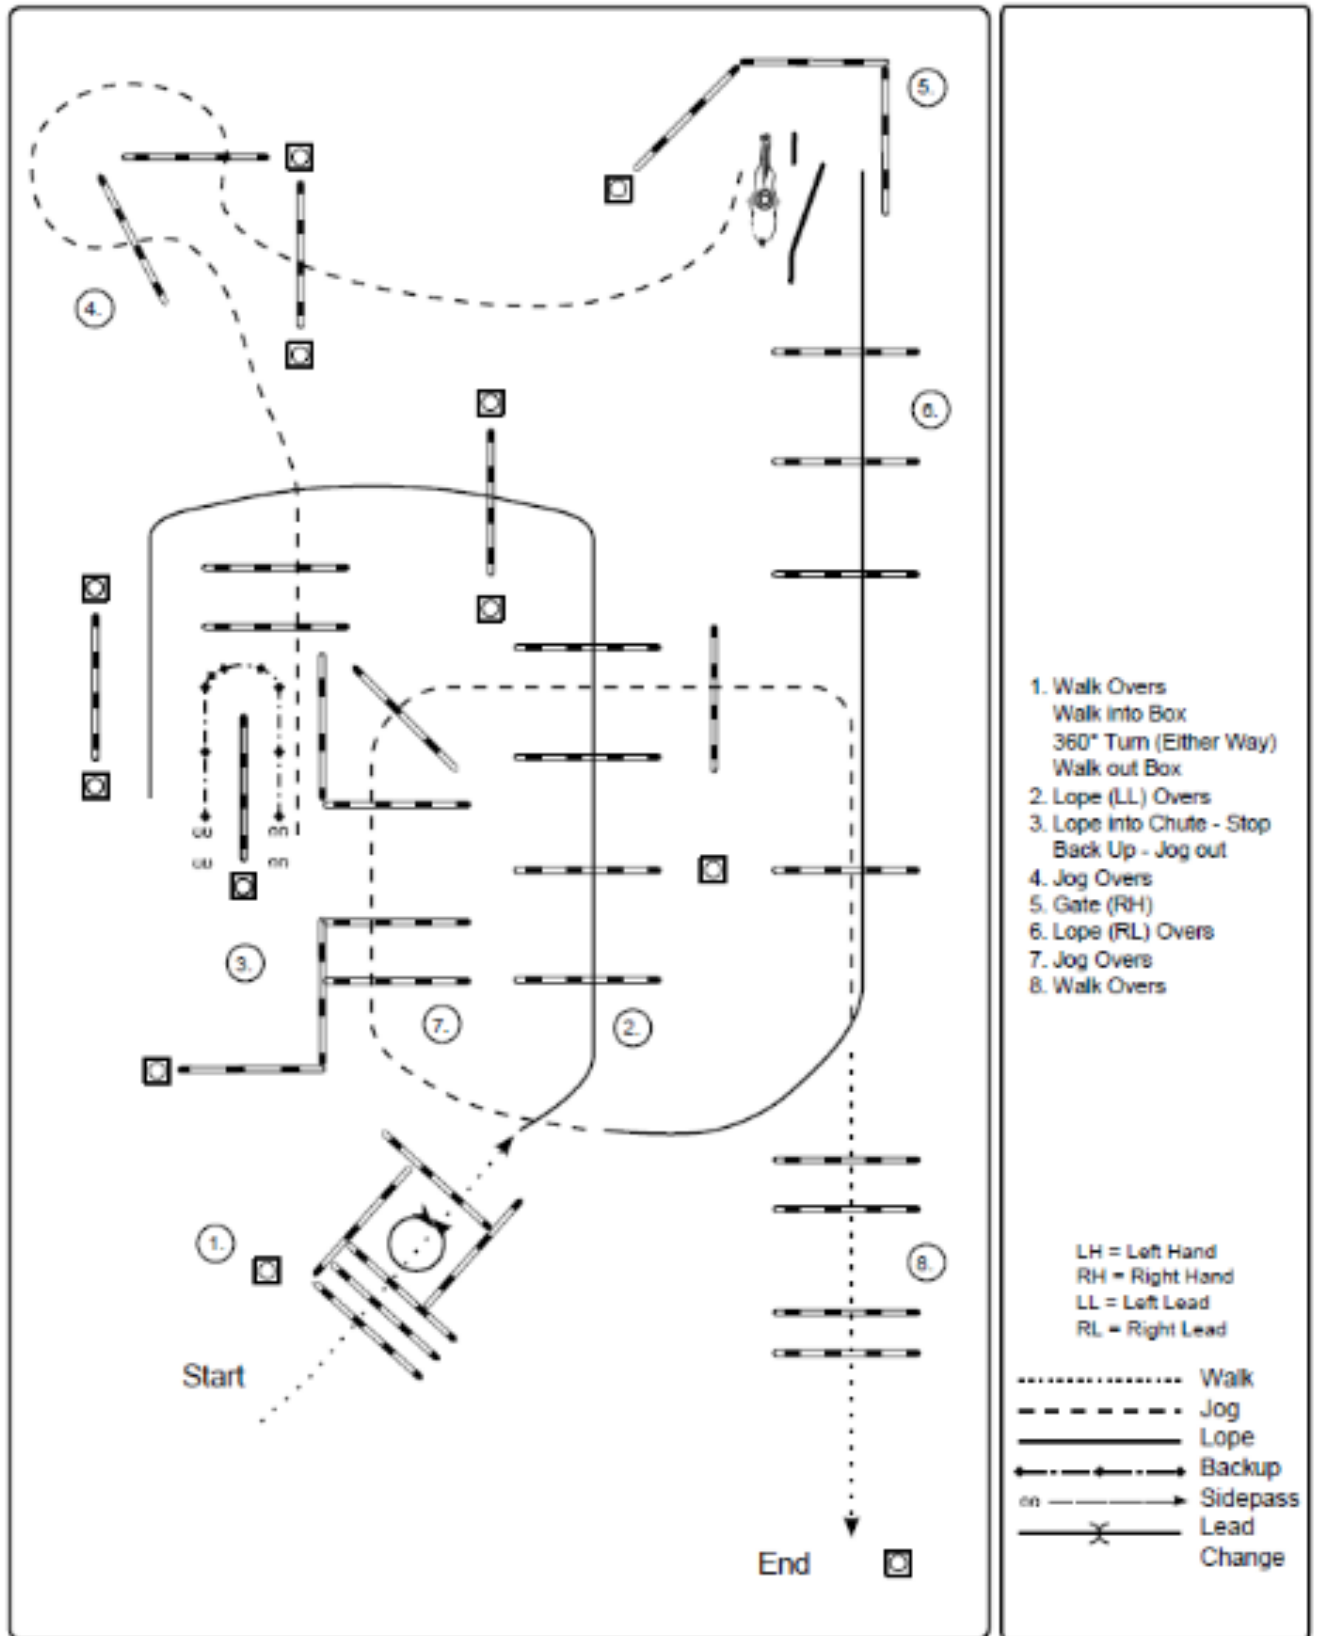 5.
4.
6.
3.
7.
2.
1.
8.
Start
End
1. Walk Overs
Walk into Box
360° Turn (Either Way)
Walk out Box
2. Lope (LL) Overs
3. Lope into Chute - Stop
Back Up - Jog out
4. Jog Overs
5. Gate (RH)
6. Lope (RL) Overs
7. Jog Overs
8. Walk Overs
LH = Left Hand
RH = Right Hand
LL = Left Lead
RL = Right Lead
Walk
Jog
Lope
Backup
Sidepass
Lead
Change